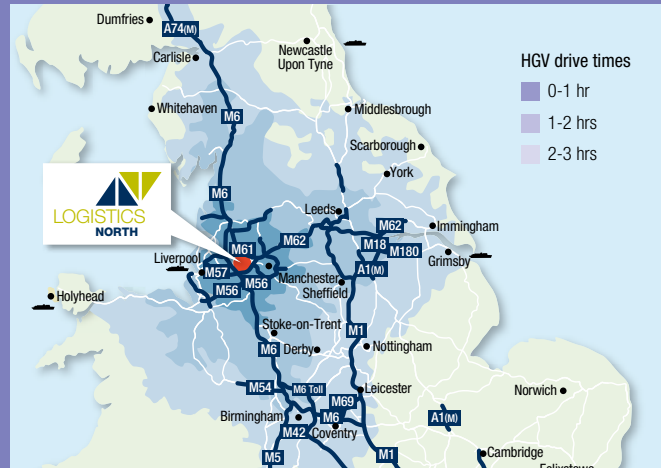 Dumfries
A74(M)
Newcastle
Upon Tyne
Carlisle
HGV drive times
0-1 hr
1-2 hrs
2-3 hrs
Whitehaven
M6
Middlesbrough
Scarborough
York
M6
LOGISTICS
NORTH
Leeds
M62
M62
Immingham
M61
M18
M180
Liverpool
Grimsby
M57
A1(M)
M56
M56
Manchester
Sheffield
Holyhead
Stoke-on-Trent
M1
M6
Derby
Nottingham
M54
M6 Toll
Leicester
Norwich
M69
Birmingham
M6
A1(M)
M42
Coventry
M5
M1
Cambridge
Felixstowe